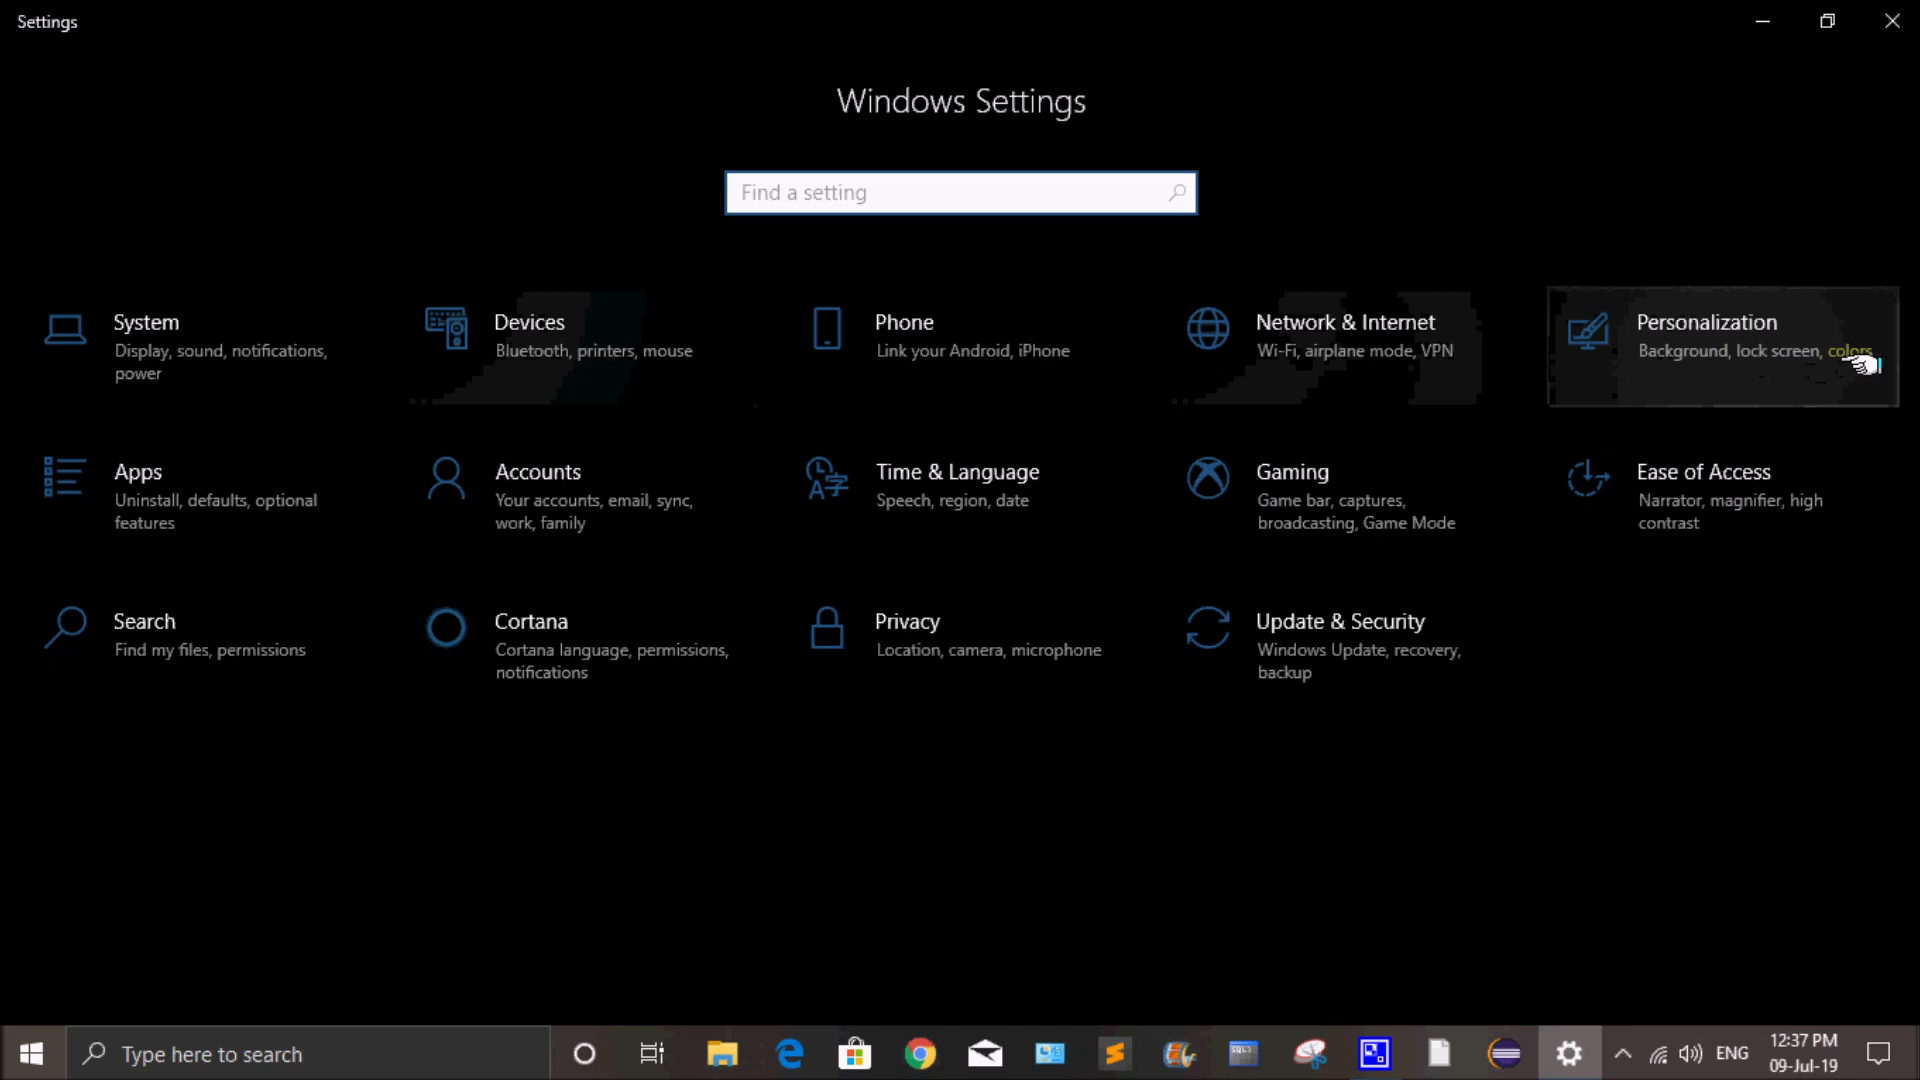 Settings
Windows Settings
Find a setting
System
Display, sound, notifications,
power
Devices
Bluetooth, printers, mouse
Phone
Link your Android, iPhone
Network & Internet
Wi-Fi, airplane mode, VPN
Personalization
Background, lock screen, colors
Apps
Uninstall, defaults, optional
features
Accounts
Your accounts, email, sync,
work, family
Time & Language
Speech, region, date
Gaming
Game bar, captures,
broadcasting, Game Mode
Ease of Access
Narrator, magnifier, high
contrast
Search
Find my files, permissions
Cortana
Cortana language, permissions,
notifications
Privacy
Location, camera, microphone
Update & Security
Windows Update, recovery,
backup
Type here to search
ENG
12:37 PM
09-Jul-19